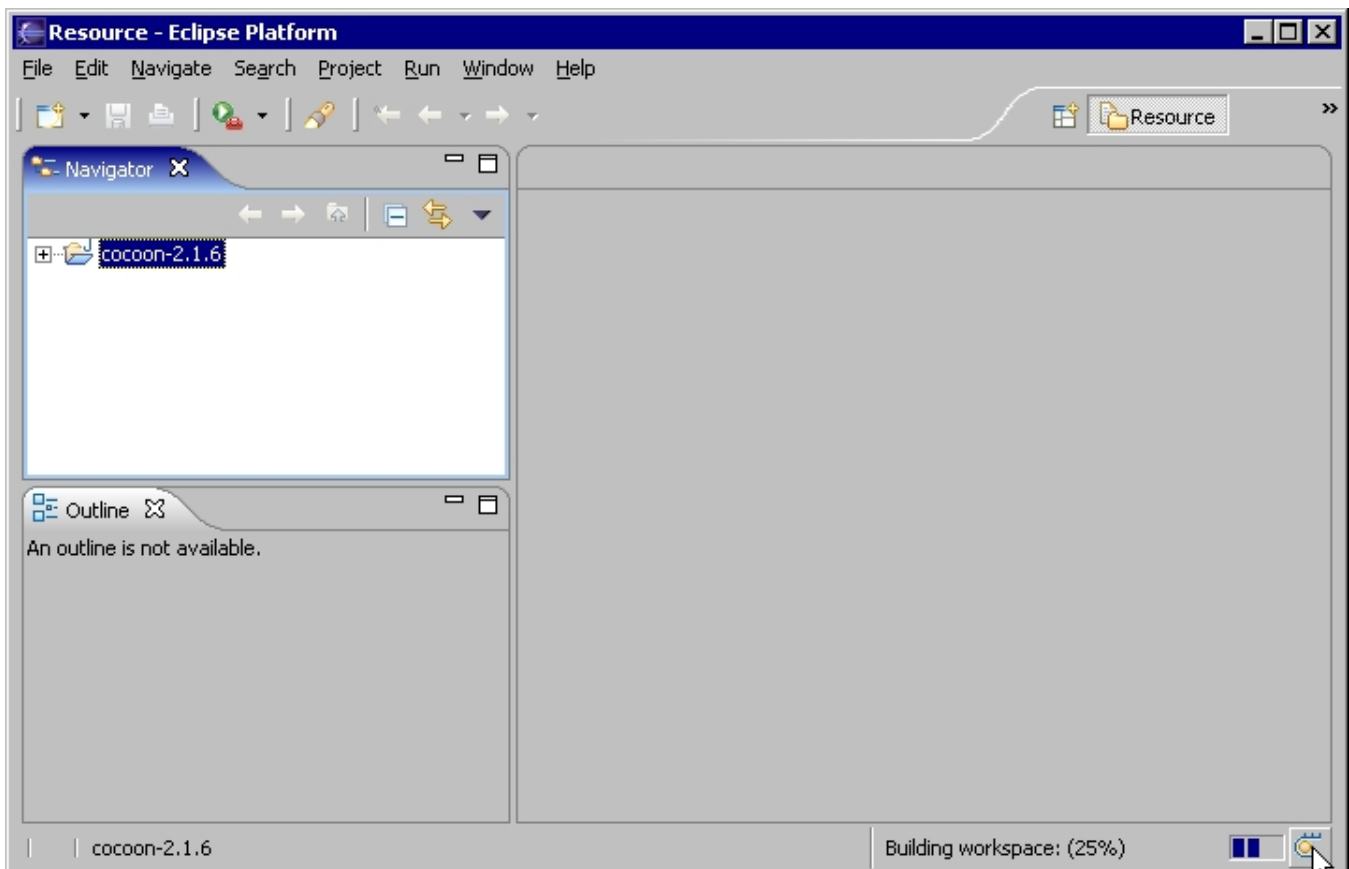 Resource - Eclipse Platform
File Edit Navigate Search Project Run Window Help
Resource
Navigator
cocoon-2.1.6
Outline
An outline is not available.
cocoon-2.1.6 Building workspace: (25%)